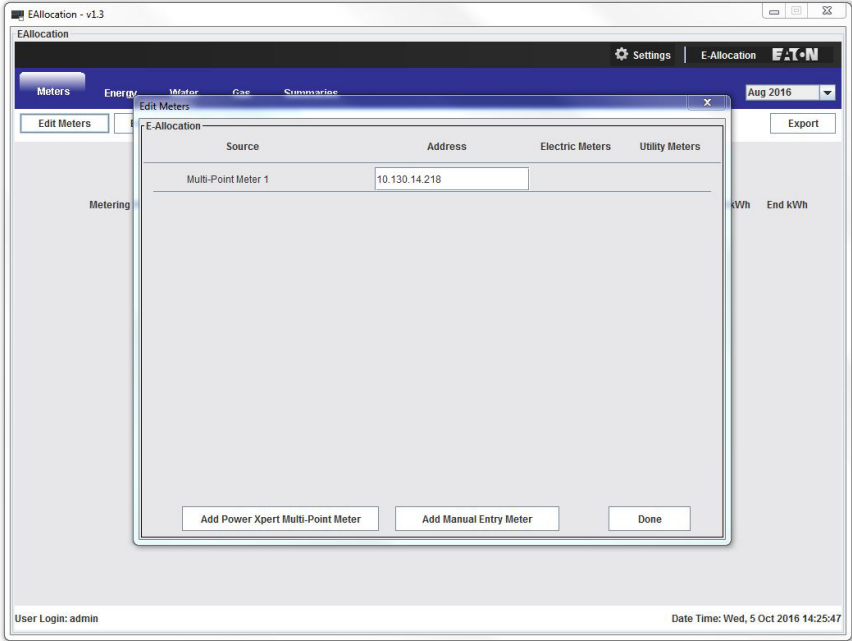 EAllocation - v1.3
EAllocation
Settings
E-Allocation
EATON
Meters
Energy
Water
Gas
Summaries
Aug 2016
Edit Meters
Edit Meters
Export
E-Allocation
Source
Address
Electric Meters
Utility Meters
Multi-Point Meter 1
10.130.14.218
Metering
kWh
End kWh
Add Power Xpert Multi-Point Meter
Add Manual Entry Meter
Done
User Login: admin
Date Time: Wed, 5 Oct 2016 14:25:47